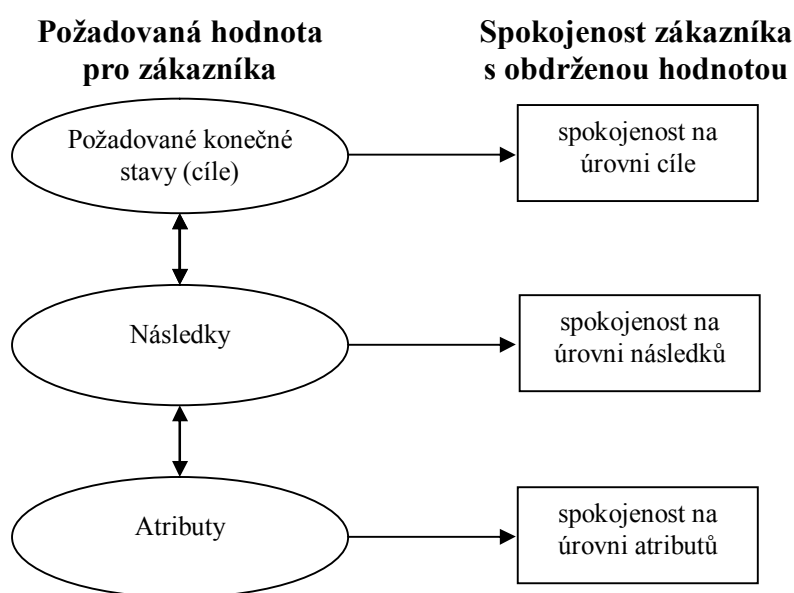 Požadovaná hodnota
pro zákazníka
Spokojenost zákazníka
s obdrženou hodnotou
Požadované konečné
stavy (cíle)
spokojenost na
úrovni cíle
Následky
spokojenost na
úrovni následků
Atributy
spokojenost na
úrovni atributů